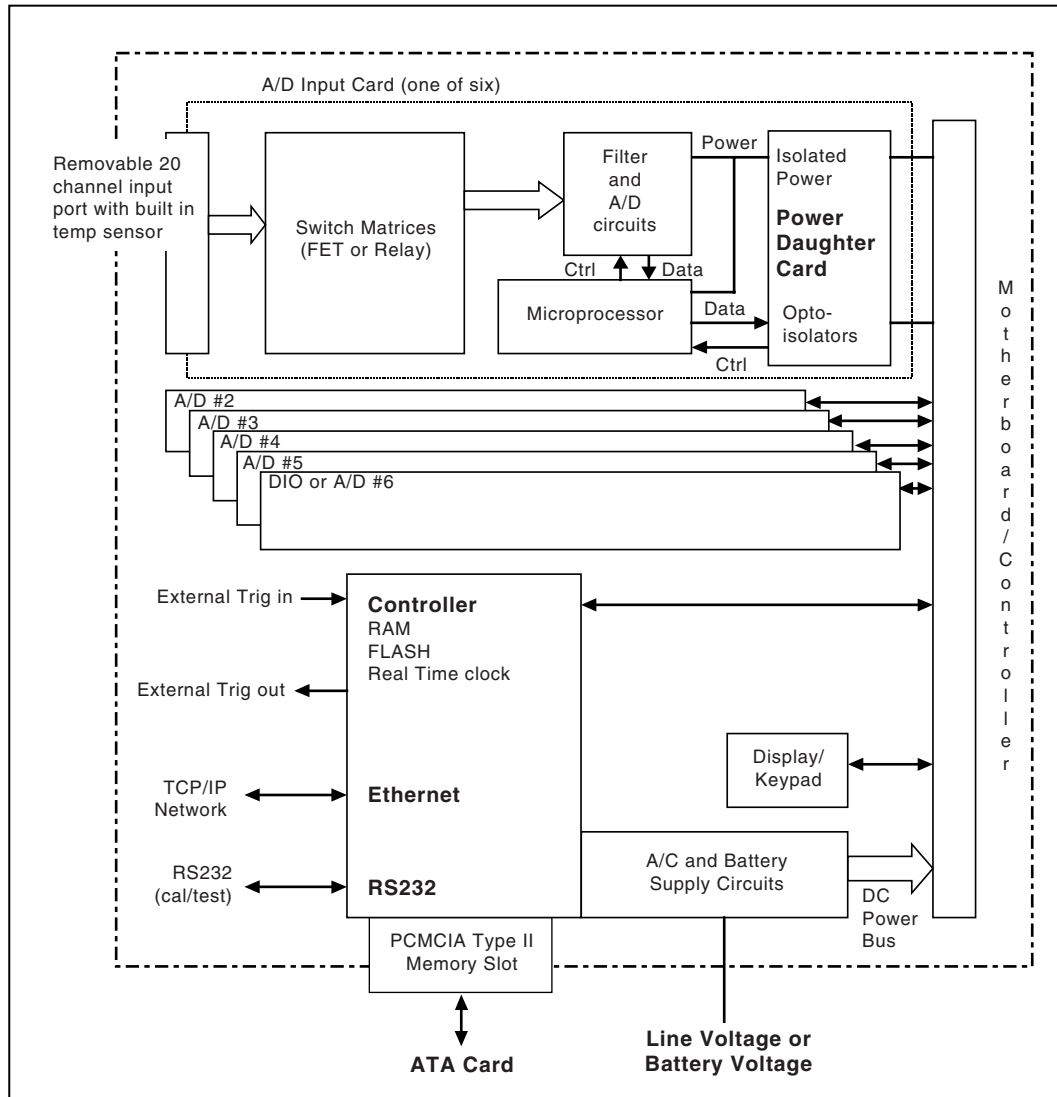 A/D Input Card (one of six)
Removable 20
channel input
port with built in
temp sensor
Switch Matrices
(FET or Relay)
Filter
and
A/D
circuits
Power
Isolated
Power
Power
Daughter
Card
Opto-
isolators
Ctrl
Data
Microprocessor
Data
Ctrl
Motherboard/Controller
A/D #2
A/D #3
A/D #4
A/D #5
DIO or A/D #6
External Trig in
Controller
RAM
FLASH
Real Time clock
External Trig out
Display/
Keypad
TCP/IP
Network
Ethernet
RS232
(cal/test)
RS232
A/C and Battery
Supply Circuits
DC
Power
Bus
PCMCIA Type II
Memory Slot
ATA Card
Line Voltage or
Battery Voltage